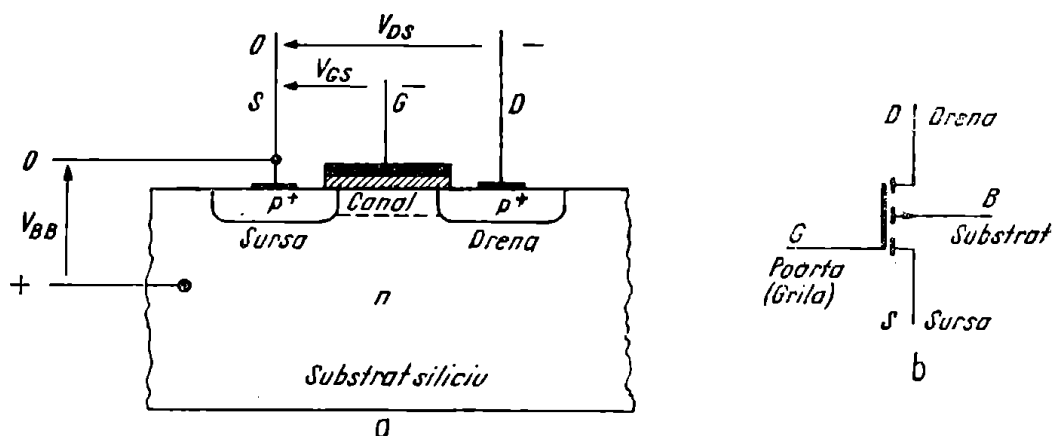 0
V_DS
–
V_GS
–
S
G
D
0
V_BB
+
p⁺
Canal
p⁺
Sursa
Drena
n
Substrat siliciu
a
D
Drena
B
Substrat
G
Poarta
(Grila)
S
Sursa
b